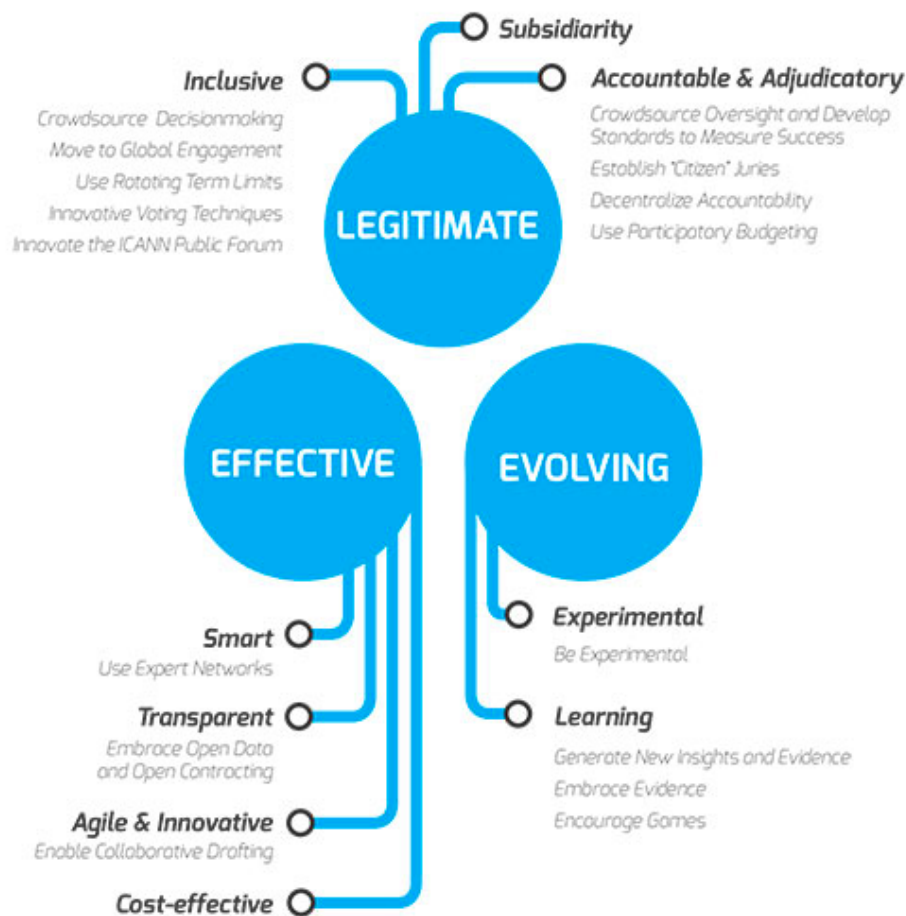 Subsidiarity
Inclusive
Crowdsource Decisionmaking
Move to Global Engagement
Use Rotating Term Limits
Innovative Voting Techniques
Innovate the ICANN Public Forum
Accountable & Adjudicatory
Crowdsource Oversight and Develop
Standards to Measure Success
Establish "Citizen" Juries
Decentralize Accountability
Use Participatory Budgeting
LEGITIMATE
EFFECTIVE
Smart
Use Expert Networks
Transparent
Embrace Open Data
and Open Contracting
Agile & Innovative
Enable Collaborative Drafting
Cost-effective
EVOLVING
Experimental
Be Experimental
Learning
Generate New Insights and Evidence
Embrace Evidence
Encourage Games